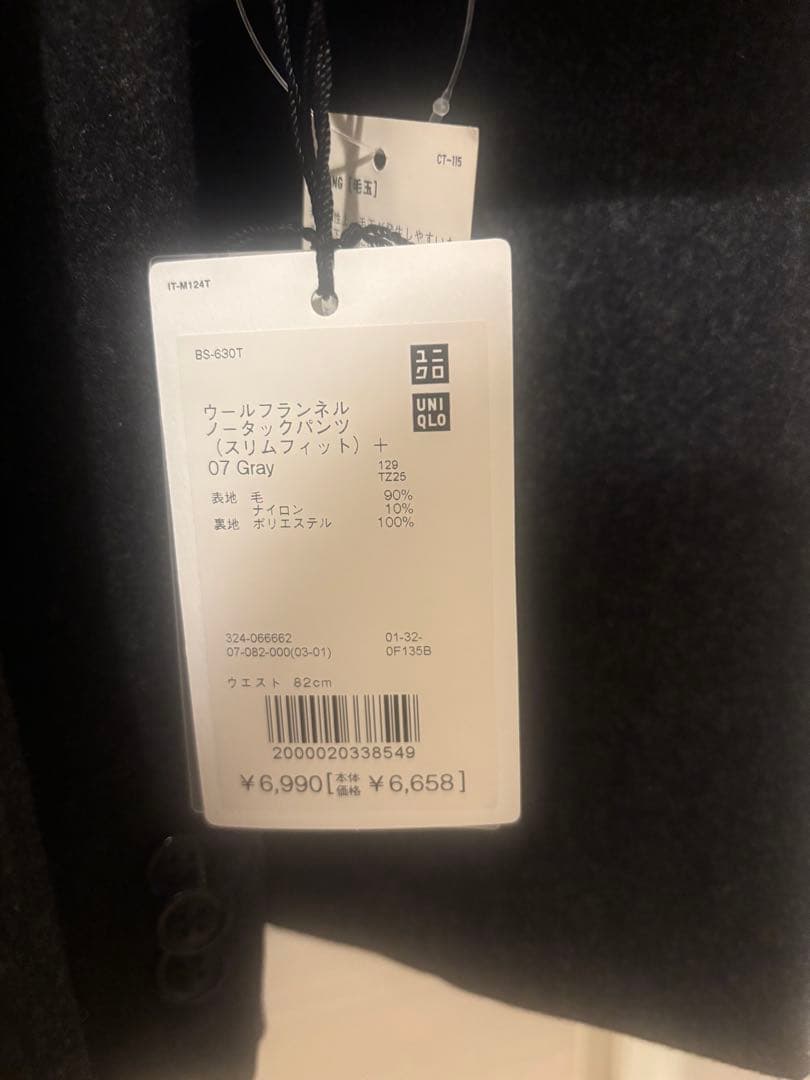 CT-115
[毛玉]
IT-M124T
BS-630T
ユニ
クロ
UNI
QLO
ウールフランネル
ノータックパンツ
（スリムフィット）＋
07 Gray
129
TZ25
表地 毛 90%
ナイロン 10%
裏地 ポリエステル 100%
324-066662 01-32-
07-082-000(03-01) 0F135B
ウエスト 82cm
2000020338549
¥6,990[本体価格 ¥6,658]